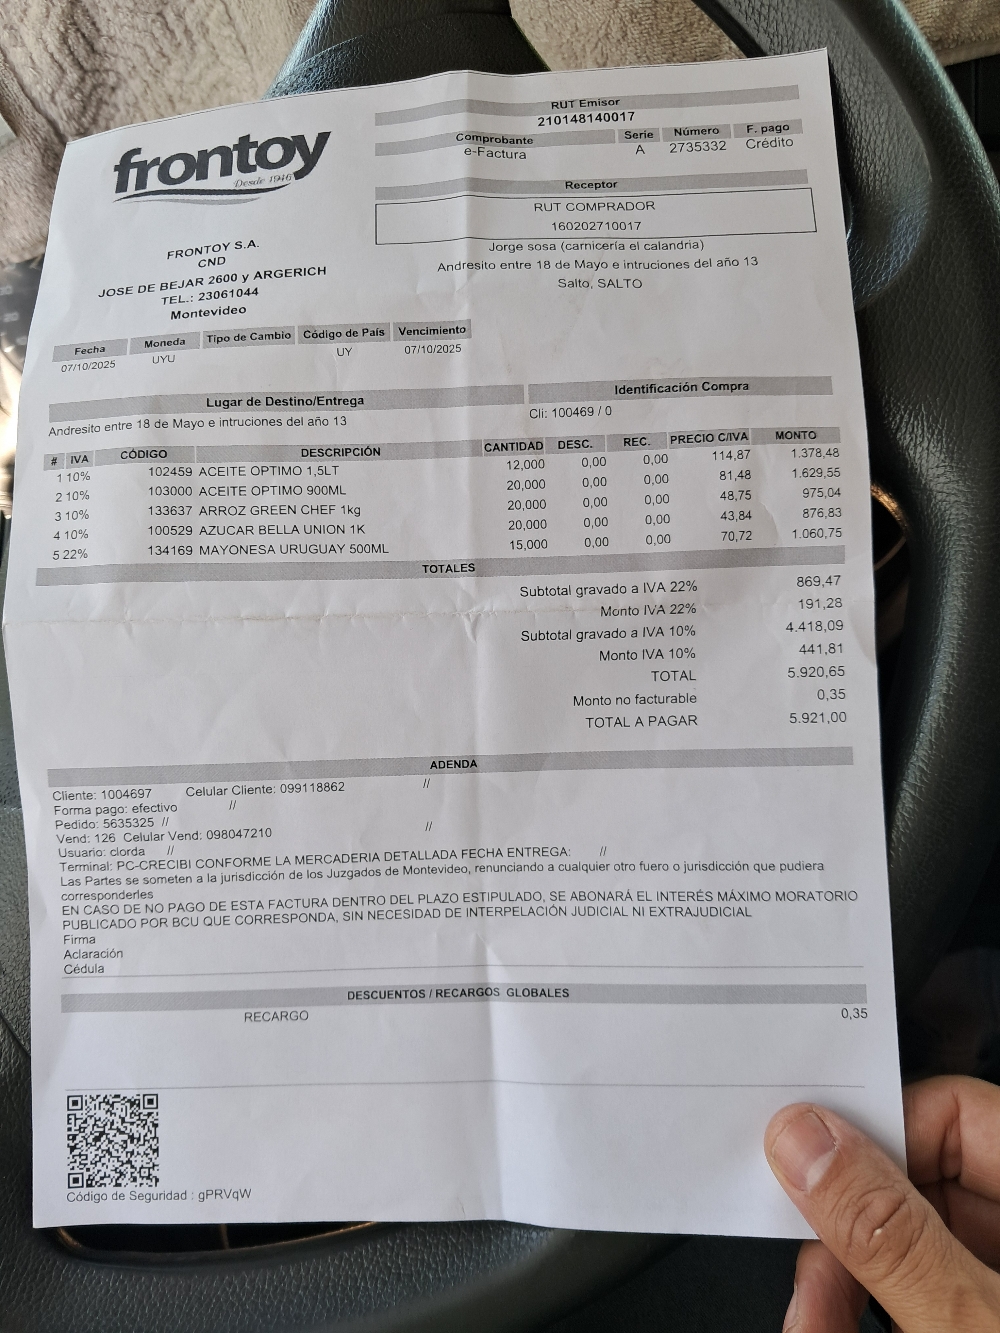 frontoy
Desde 1946
RUT Emisor
210148140017
Comprobante Serie Número F. pago
e-Factura A 2735332 Crédito
Receptor
RUT COMPRADOR
160202710017
Jorge sosa (carnicería el calandria)
Andresito entre 18 de Mayo e intruciones del año 13
Salto, SALTO
FRONTOY S.A.
CND
JOSE DE BEJAR 2600 y ARGERICH
TEL.: 23061044
Montevideo
Fecha Moneda Tipo de Cambio Código de País Vencimiento
07/10/2025 UYU UY 07/10/2025
Lugar de Destino/Entrega Identificación Compra
Andresito entre 18 de Mayo e intruciones del año 13 Cli: 100469 / 0
# IVA CÓDIGO DESCRIPCIÓN CANTIDAD DESC. REC. PRECIO C/IVA MONTO
1 10% 102459 ACEITE OPTIMO 1,5LT 12,000 0,00 0,00 114,87 1.378,48
2 10% 103000 ACEITE OPTIMO 900ML 20,000 0,00 0,00 81,48 1.629,55
3 10% 133637 ARROZ GREEN CHEF 1kg 20,000 0,00 0,00 48,75 975,04
4 10% 100529 AZUCAR BELLA UNION 1K 20,000 0,00 0,00 43,84 876,83
5 22% 134169 MAYONESA URUGUAY 500ML 15,000 0,00 0,00 70,72 1.060,75
TOTALES
Subtotal gravado a IVA 22% 869,47
Monto IVA 22% 191,28
Subtotal gravado a IVA 10% 4.418,09
Monto IVA 10% 441,81
TOTAL 5.920,65
Monto no facturable 0,35
TOTAL A PAGAR 5.921,00
ADENDA
Cliente: 1004697 Celular Cliente: 099118862 //
Forma pago: efectivo //
Pedido: 5635325 //
Vend: 126 Celular Vend: 098047210 //
Usuario: clorda //
Terminal: PC-CRECIBI CONFORME LA MERCADERIA DETALLADA FECHA ENTREGA: //
Las Partes se someten a la jurisdicción de los Juzgados de Montevideo, renunciando a cualquier otro fuero o jurisdicción que pudiera
corresponderles
EN CASO DE NO PAGO DE ESTA FACTURA DENTRO DEL PLAZO ESTIPULADO, SE ABONARÁ EL INTERÉS MÁXIMO MORATORIO
PUBLICADO POR BCU QUE CORRESPONDA, SIN NECESIDAD DE INTERPELACIÓN JUDICIAL NI EXTRAJUDICIAL
Firma
Aclaración
Cédula
DESCUENTOS / RECARGOS GLOBALES
RECARGO 0,35
Código de Seguridad : gPRVqW